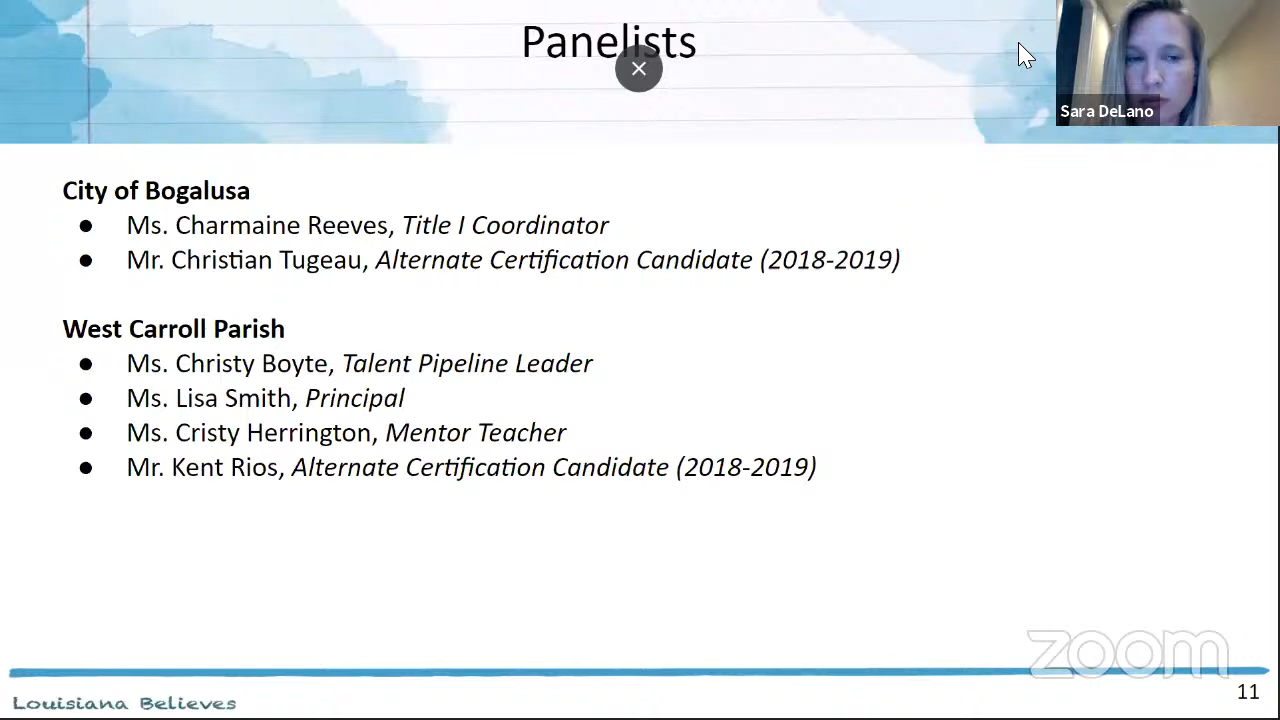 Panelists
Sara DeLano
City of Bogalusa
● Ms. Charmaine Reeves, Title I Coordinator
● Mr. Christian Tugeau, Alternate Certification Candidate (2018-2019)
West Carroll Parish
● Ms. Christy Boyte, Talent Pipeline Leader
● Ms. Lisa Smith, Principal
● Ms. Cristy Herrington, Mentor Teacher
● Mr. Kent Rios, Alternate Certification Candidate (2018-2019)
zoom
11
Louisiana Believes